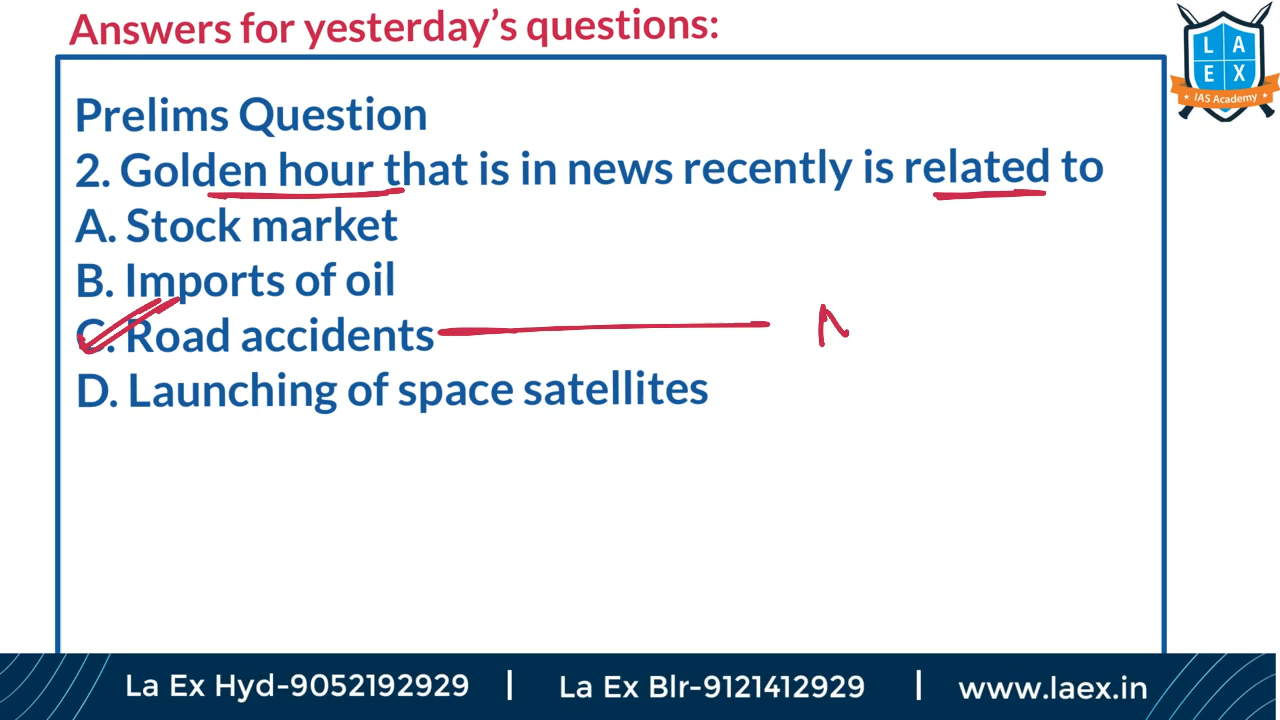 Answers for yesterday's questions:
L A
E X
IAS Academy
Prelims Question
2. Golden hour that is in news recently is related to
A. Stock market
B. Imports of oil
C. Road accidents
D. Launching of space satellites
La Ex Hyd-9052192929 | La Ex Blr-9121412929 | www.laex.in